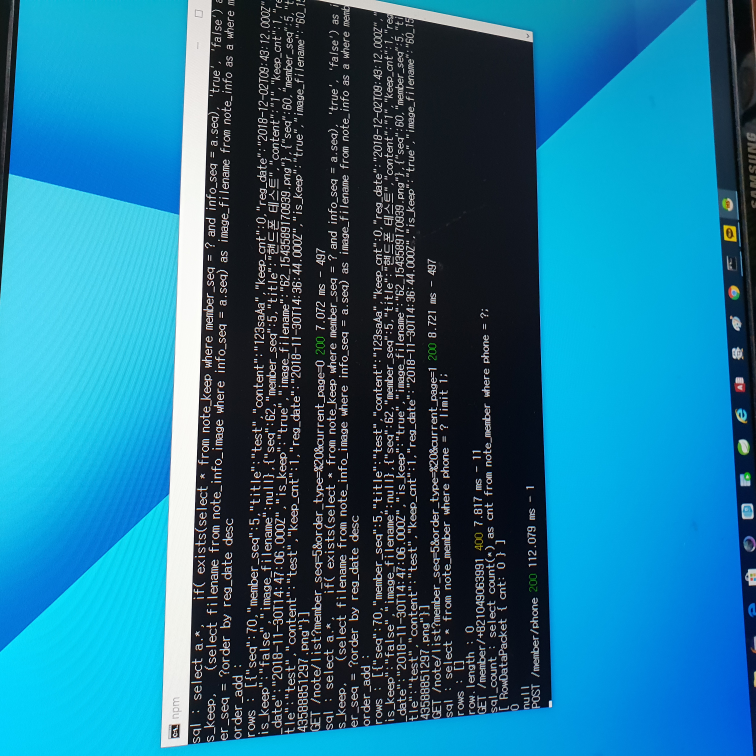 npm
sql : select a.*,   if( exists(select * from note_keep where member_seq = ? and info_seq = a.seq), 'true', 'false')
s_keep,   (select filename from note_info_image where info_seq = a.seq) as image_filename from note_info as a where
er_seq = ?order by reg_date desc
order_add :
rows : [{"seq":70,"member_seq":5,"title":"test","content":"123saAa","keep_cnt":0,"reg_date":"2018-12-02T09:43:12.000Z"
is_keep":"false","image_filename":null},{"seq":62,"member_seq":5,"title":"핸드폰 테스트","content":"1","keep_cnt":1
_date":"2018-11-30T14:47:06.000Z","is_keep":"true","image_filename":"62_1543589170939.png"},{"seq":60,"member_seq":5
tle":"test","content":"test","keep_cnt":1,"reg_date":"2018-11-30T14:36:44.000Z","is_keep":"true","image_filename":"60_15
43588851297.png"}]
GET /note/list?member_seq=5&order_type=%20&current_page=0 200 7.072 ms - 497
sql : select a.*,   if( exists(select * from note_keep where member_seq = ? and info_seq = a.seq), 'true', 'false') as
s_keep,   (select filename from note_info_image where info_seq = a.seq) as image_filename from note_info as a where
er_seq = ?order by reg_date desc
order_add :
rows : [{"seq":70,"member_seq":5,"title":"test","content":"123saAa","keep_cnt":0,"reg_date":"2018-12-02T09:43:12.000Z"
is_keep":"false","image_filename":null},{"seq":62,"member_seq":5,"title":"핸드폰 테스트","content":"1","keep_cnt":1
_date":"2018-11-30T14:47:06.000Z","is_keep":"true","image_filename":"62_1543589170939.png"},{"seq":60,"member_seq":5
tle":"test","content":"test","keep_cnt":1,"reg_date":"2018-11-30T14:36:44.000Z","is_keep":"true","image_filename":"60_15
43588851297.png"}]
GET /note/list?member_seq=5&order_type=%20&current_page=1 200 8.721 ms - 497
sql : select * from note_member where phone = ? limit 1;
rows : []
row.length : 0
GET /member/+821049063991 400 7.817 ms - 11
sql_count : select count(*) as cnt from note_member where phone = ?;
[ RowDataPacket { cnt: 0 } ]
0
null
POST /member/phone 200 112.079 ms - 1
SAMSUNG